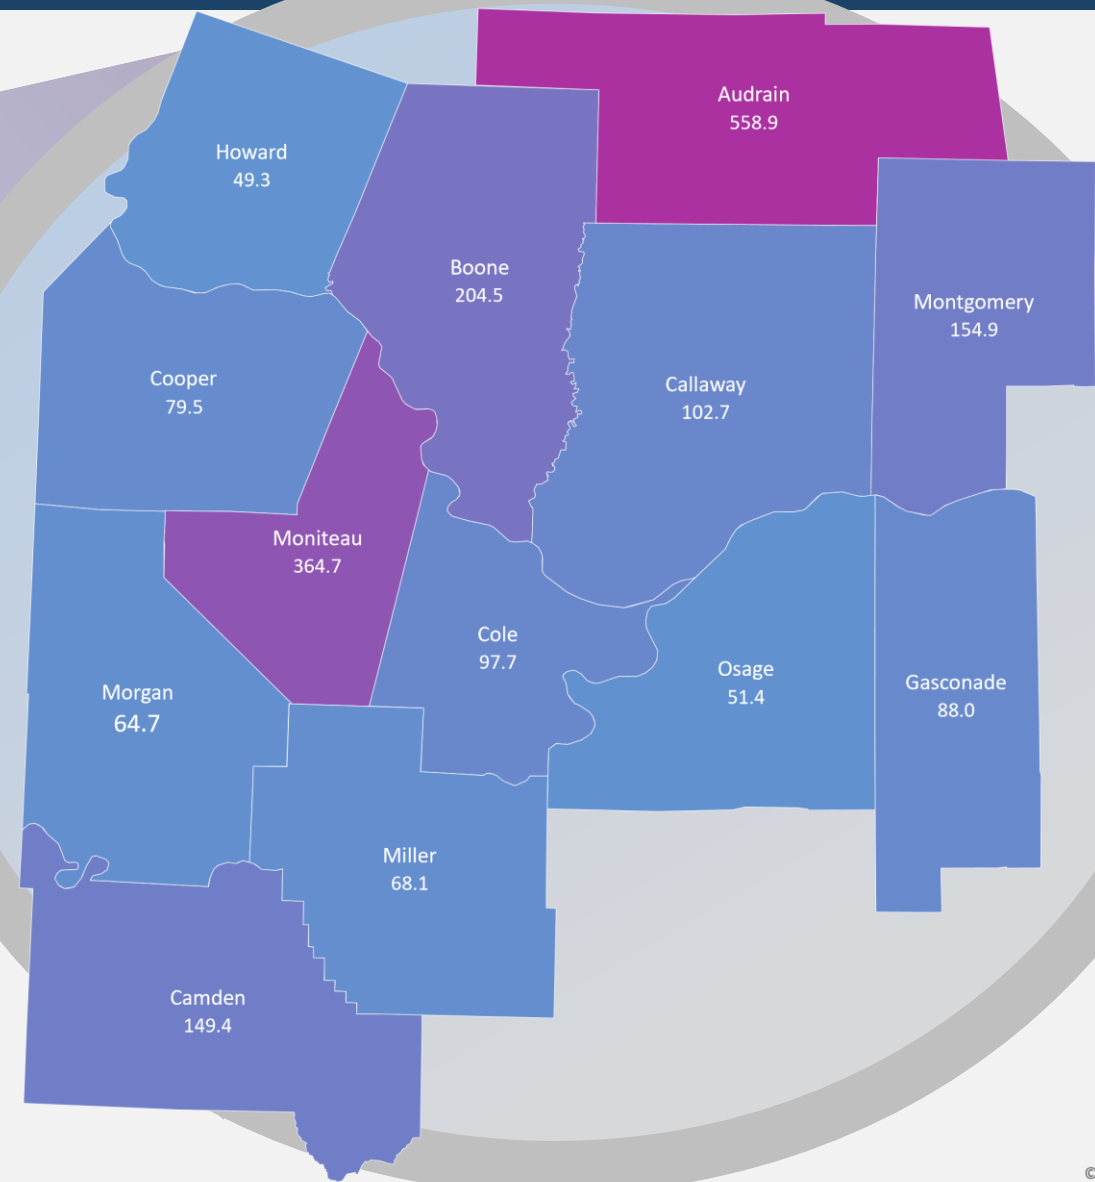 Audrain
558.9
Howard
49.3
Boone
204.5
Montgomery
154.9
Cooper
79.5
Callaway
102.7
Moniteau
364.7
Cole
97.7
Osage
51.4
Gasconade
88.0
Morgan
64.7
Miller
68.1
Camden
149.4
©